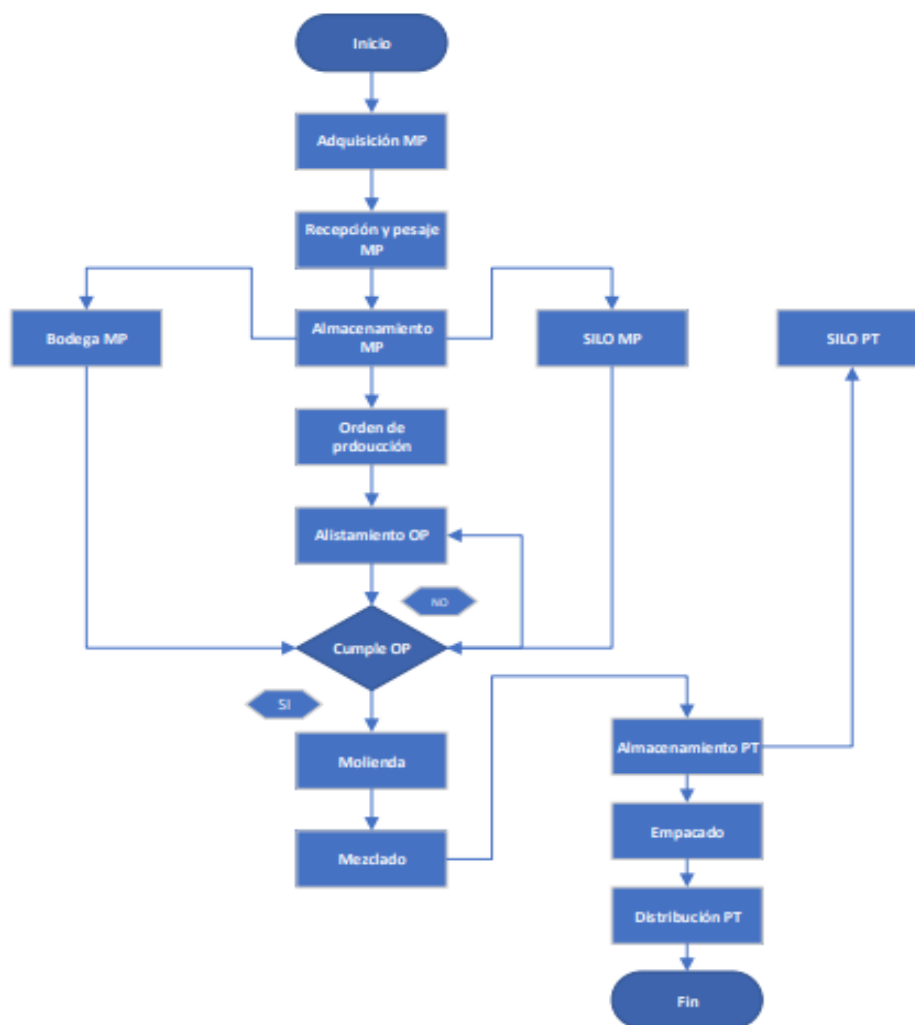 Inicio
Adquisición MP
Recepción y pesaje
MP
Bodega MP
Almacenamiento
MP
SILO MP
SILO PT
Orden de
prdoucción
Alistamiento OP
NO
Cumple OP
SI
Molienda
Almacenamiento PT
Mezclado
Empacado
Distribución PT
Fin